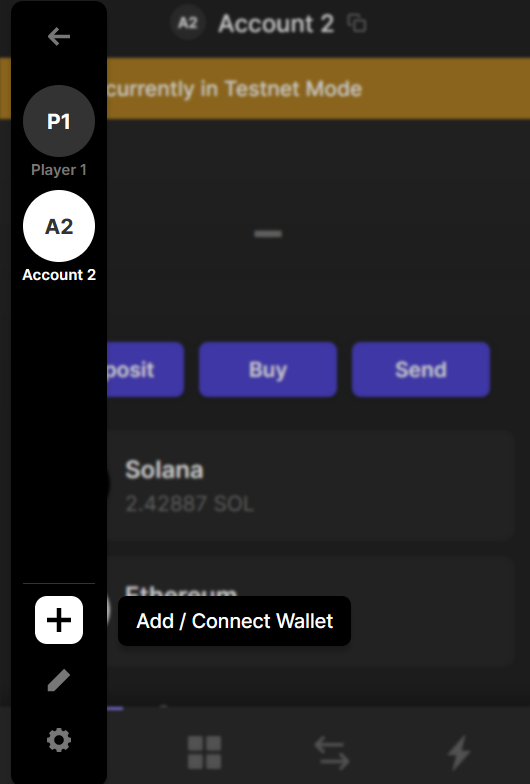 A2 Account 2
currently in Testnet Mode
P1
Player 1
A2
Account 2
posit Buy Send
Solana
2.42887 SOL
Ethereum
Add / Connect Wallet